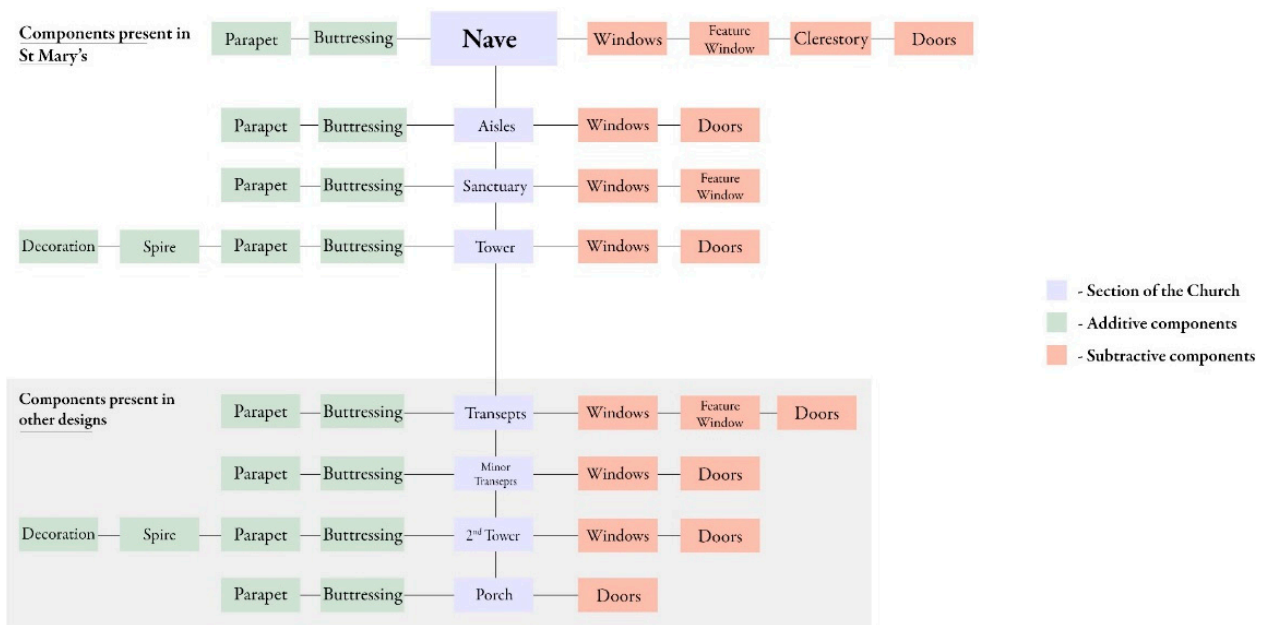 Components present in
St Mary's
Parapet Buttressing Nave Windows Feature Window Clerestory Doors
Parapet Buttressing Aisles Windows Doors
Parapet Buttressing Sanctuary Windows Feature Window
Decoration Spire Parapet Buttressing Tower Windows Doors
- Section of the Church
- Additive components
- Subtractive components
Components present in
other designs
Parapet Buttressing Transepts Windows Feature Window Doors
Parapet Buttressing Minor Transepts Windows Doors
Decoration Spire Parapet Buttressing 2nd Tower Windows Doors
Parapet Buttressing Porch Doors